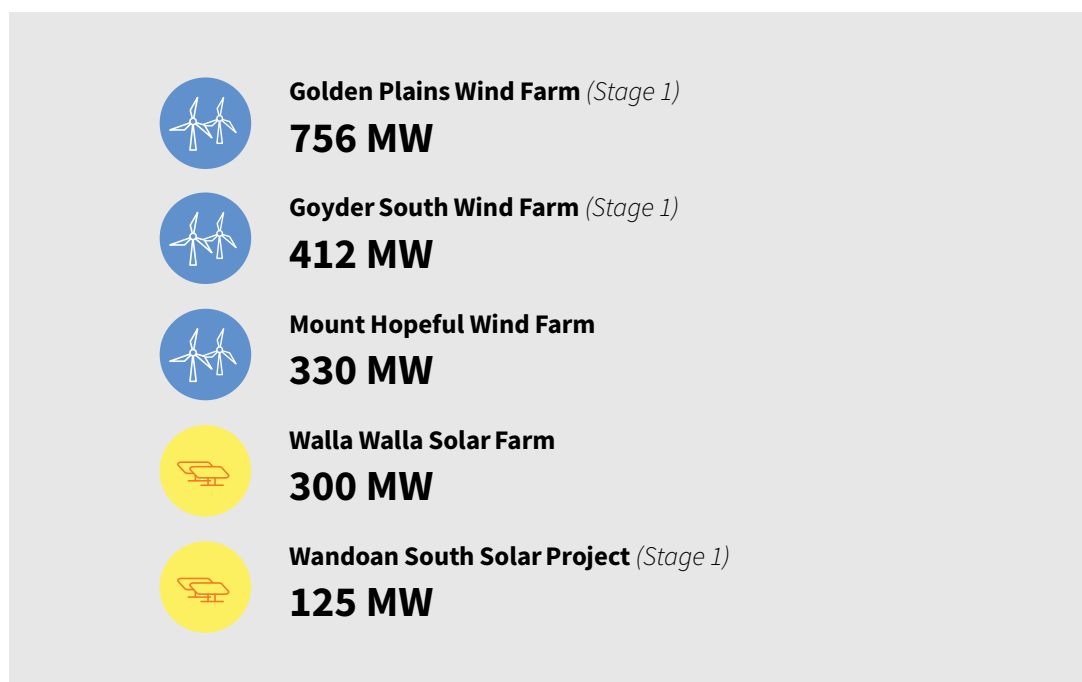 Golden Plains Wind Farm (Stage 1)
756 MW
Goyder South Wind Farm (Stage 1)
412 MW
Mount Hopeful Wind Farm
330 MW
Walla Walla Solar Farm
300 MW
Wandoan South Solar Project (Stage 1)
125 MW